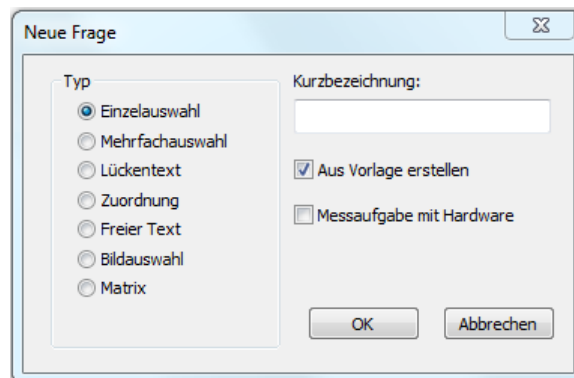 Neue Frage
Typ
Einzelauswahl
Mehrfachauswahl
Lückentext
Zuordnung
Freier Text
Bildauswahl
Matrix
Kurzbezeichnung:
Aus Vorlage erstellen
Messaufgabe mit Hardware
OK
Abbrechen